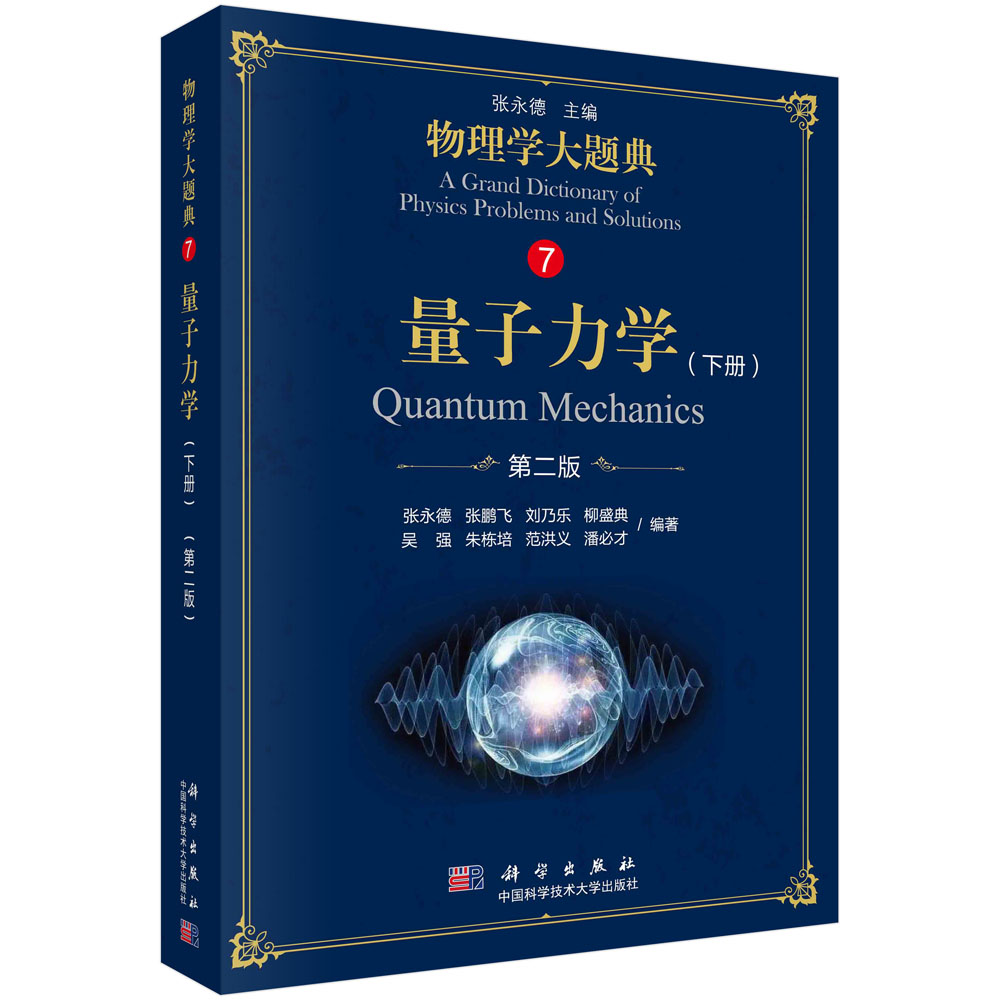 物理学大题典
7
量子力学
(下册)
(第二版)
科学出版社
中国科学技术大学出版社
张永德 主编
物理学大题典
A Grand Dictionary of
Physics Problems and Solutions
7
量子力学(下册)
Quantum Mechanics
第二版
张永德 张鹏飞 刘乃乐 柳盛典
吴 强 朱栋培 范洪义 潘必才 / 编著
科学出版社
中国科学技术大学出版社